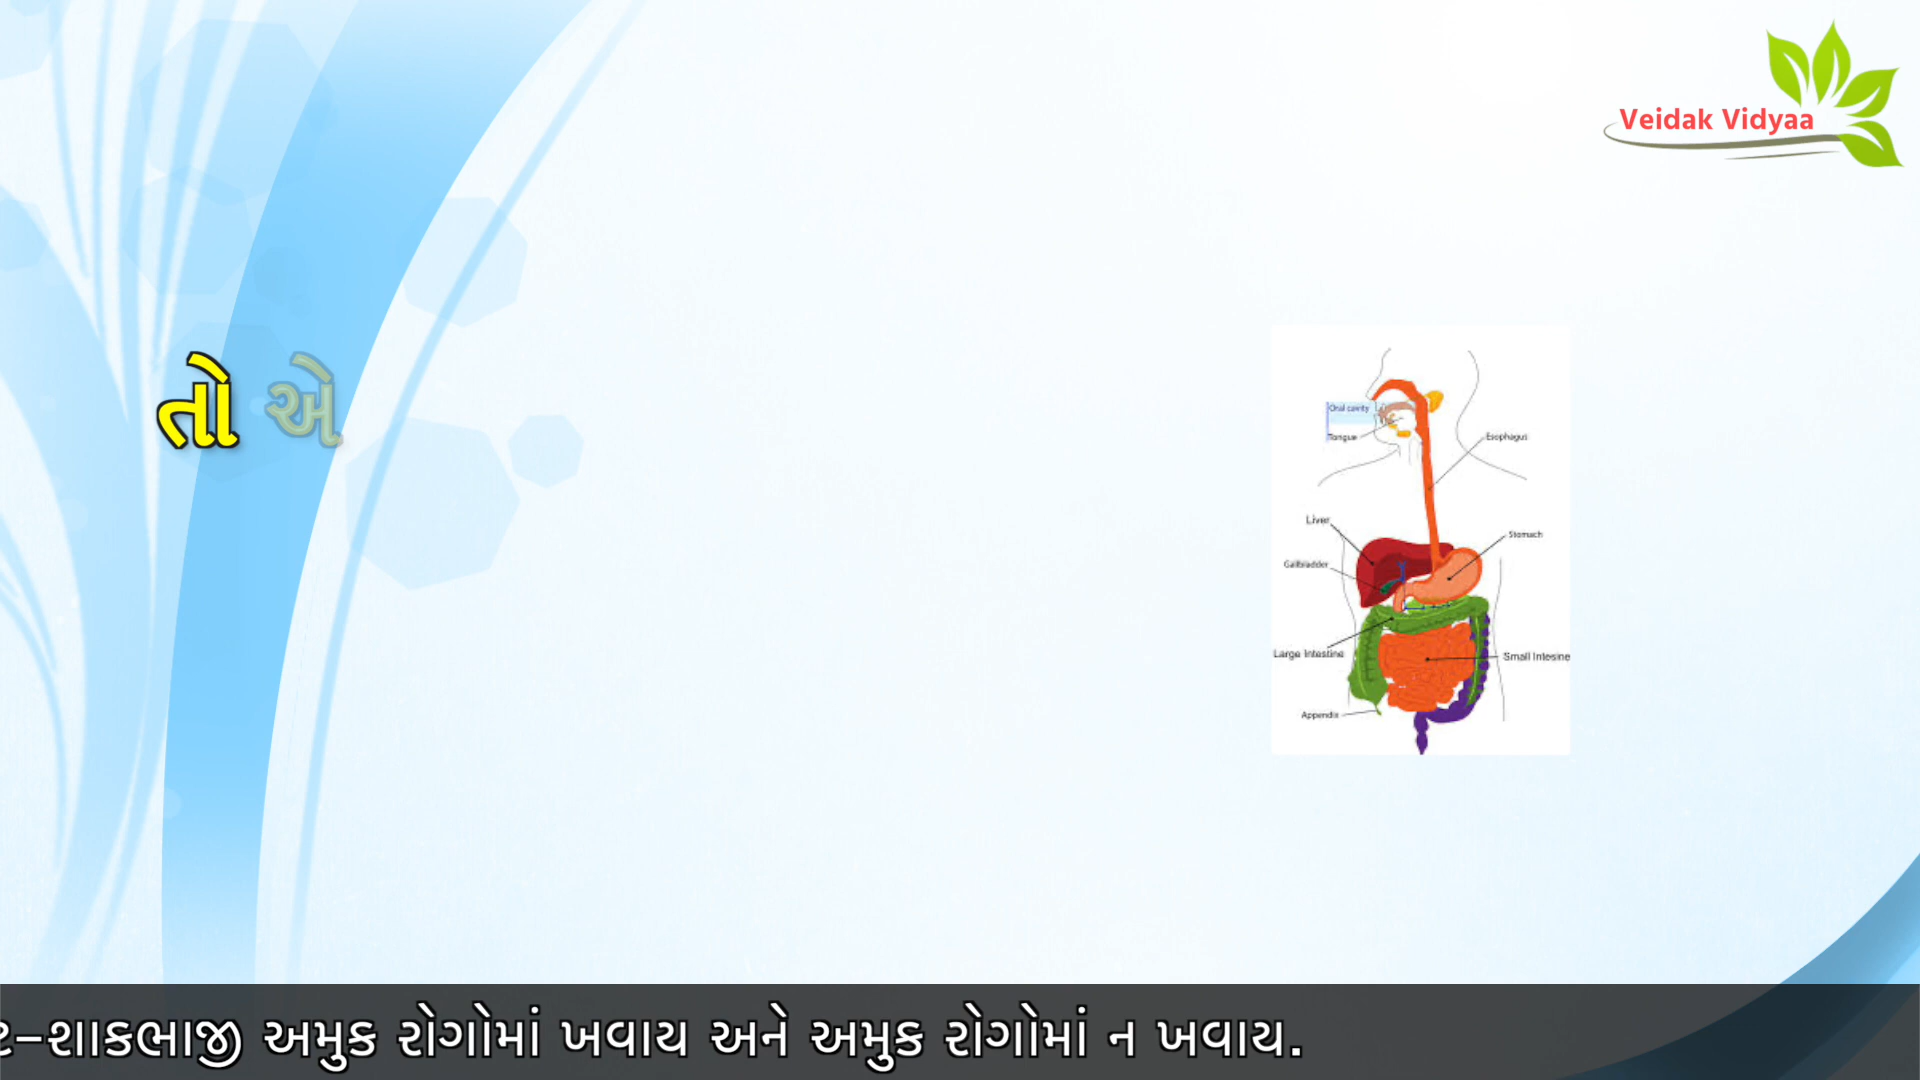 Veidak Vidyaa
તો એ
Oral cavity
Tongue
Esophagus
Liver
Stomach
Gallbladder
Large Intestine
Small Intesine
Appendix
શાકભાજી અમુક રોગોમાં ખવાય અને અમુક રોગોમાં ન ખવાય.